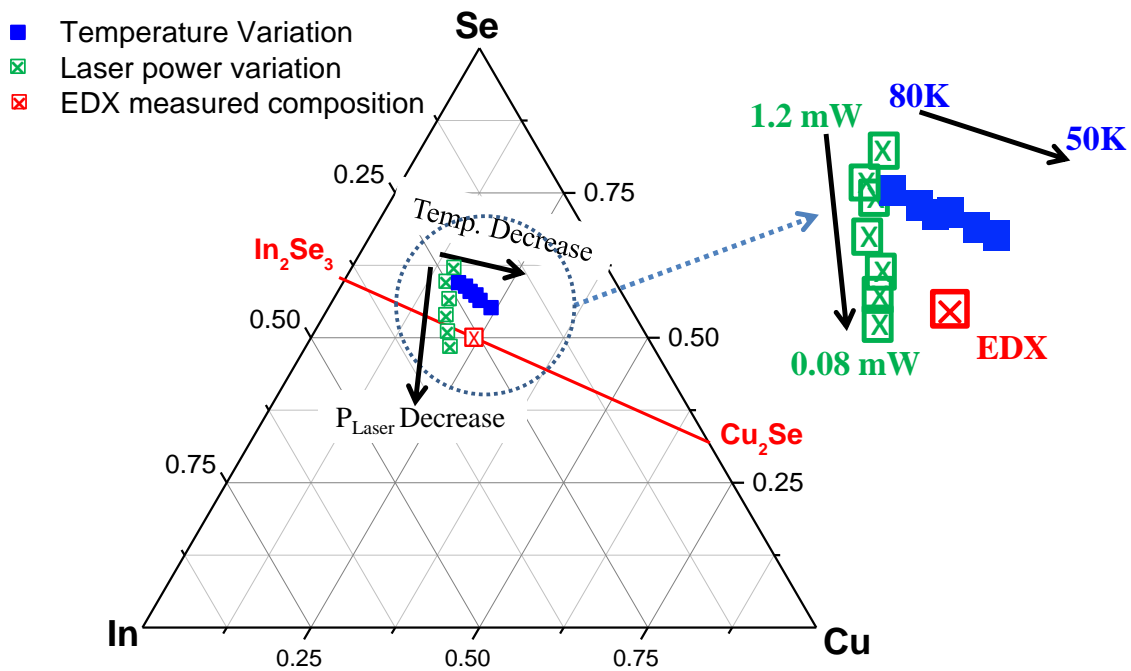 Temperature Variation
Laser power variation
EDX measured composition
Se
80K
1.2 mW
50K
0.25
0.75
Temp. Decrease
In₂Se₃
0.50
0.50
EDX
0.08 mW
P_Laser Decrease
Cu₂Se
0.75
0.25
In
Cu
0.25
0.50
0.75